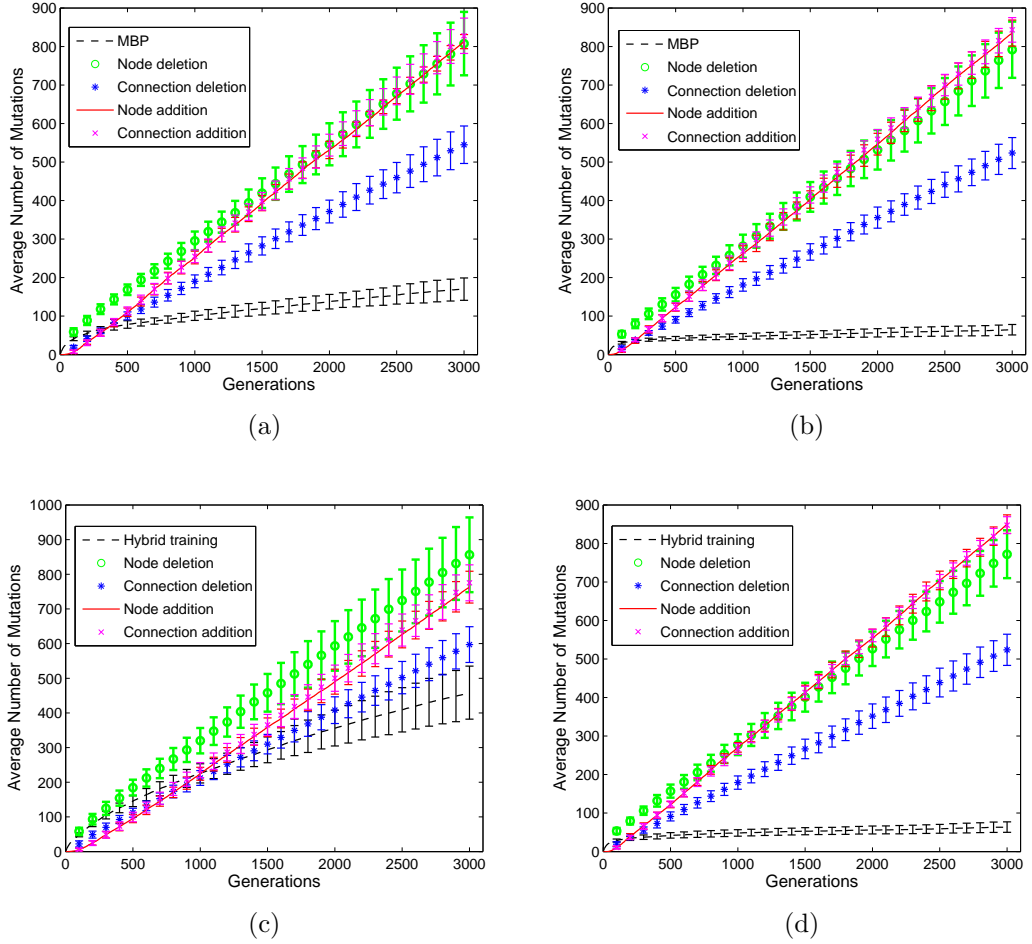 Average Number of Mutations
900
800
700
600
500
400
300
200
100
0
MBP
Node deletion
Connection deletion
Node addition
Connection addition
0 500 1000 1500 2000 2500 3000
Generations
(a)
Average Number of Mutations
900
800
700
600
500
400
300
200
100
0
MBP
Node deletion
Connection deletion
Node addition
Connection addition
0 500 1000 1500 2000 2500 3000
Generations
(b)
Average Number of Mutations
1000
900
800
700
600
500
400
300
200
100
0
Hybrid training
Node deletion
Connection deletion
Node addition
Connection addition
0 500 1000 1500 2000 2500 3000
Generations
(c)
Average Number of Mutations
900
800
700
600
500
400
300
200
100
0
Hybrid training
Node deletion
Connection deletion
Node addition
Connection addition
0 500 1000 1500 2000 2500 3000
Generations
(d)